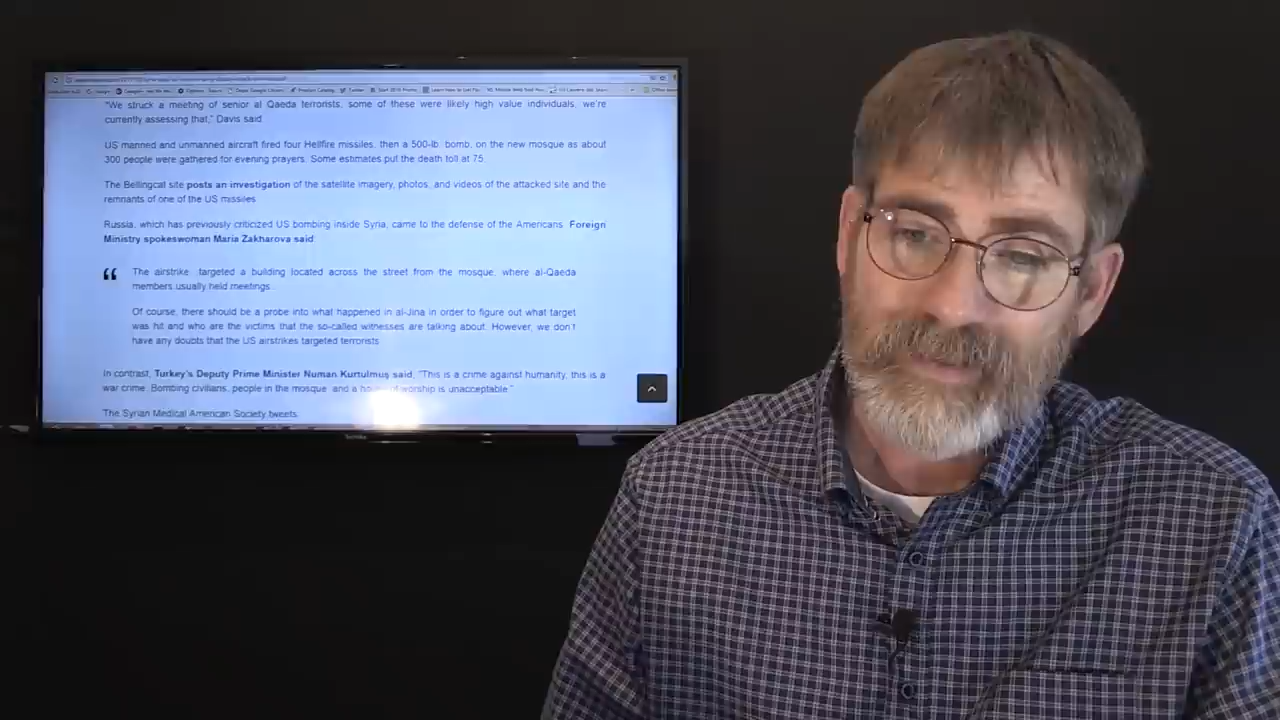 "We struck a meeting of senior al Qaeda terrorists, some of these were likely high value individuals, we're
currently assessing that," Davis said.
US manned and unmanned aircraft fired four Hellfire missiles, then a 500-lb. bomb, on the new mosque as about
300 people were gathered for evening prayers. Some estimates put the death toll at 75.
The Bellingcat site posts an investigation of the satellite imagery, photos, and videos of the attacked site and the
remnants of one of the US missiles.
Russia, which has previously criticized US bombing inside Syria, came to the defense of the Americans. Foreign
Ministry spokeswoman Maria Zakharova said:
“ The airstrike targeted a building located across the street from the mosque, where al-Qaeda
members usually held meetings.
Of course, there should be a probe into what happened in al-Jina in order to figure out what target
was hit and who are the victims that the so-called witnesses are talking about. However, we don't
have any doubts that the US airstrikes targeted terrorists.
In contrast, Turkey's Deputy Prime Minister Numan Kurtulmuş said, "This is a crime against humanity, this is a
war crime. Bombing civilians, people in the mosque, and a house of worship is unacceptable."
The Syrian Medical American Society tweets: